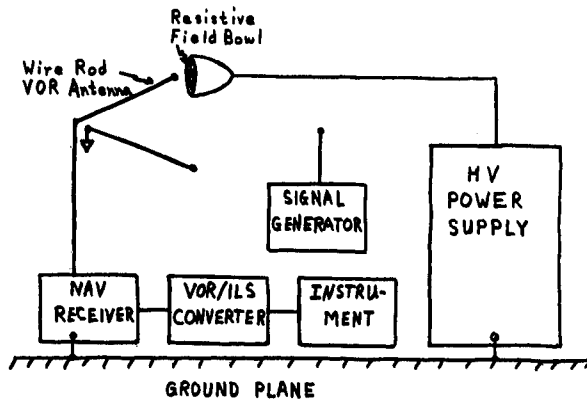 Resistive
Field Bowl
Wire Rod
VOR Antenna
HV
POWER
SUPPLY
SIGNAL
GENERATOR
NAV
RECEIVER
VOR/ILS
CONVERTER
INSTRU-
MENT
GROUND PLANE